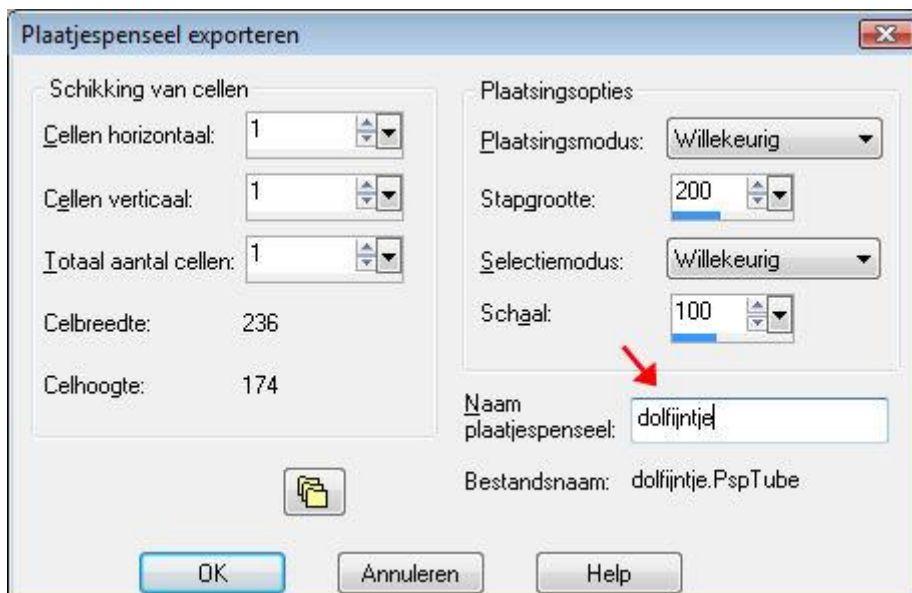 Plaatjespenseel exporteren
Schikking van cellen
Cellen horizontaal: 1
Cellen verticaal: 1
Totaal aantal cellen: 1
Celbreedte: 236
Celhoogte: 174
Plaatsingsopties
Plaatsingsmodus: Willekeurig
Stapgrootte: 200
Selectiemodus: Willekeurig
Schaal: 100
Naam
plaatjespenseel: dolfijntje
Bestandsnaam: dolfijntje.PspTube
OK Annuleren Help